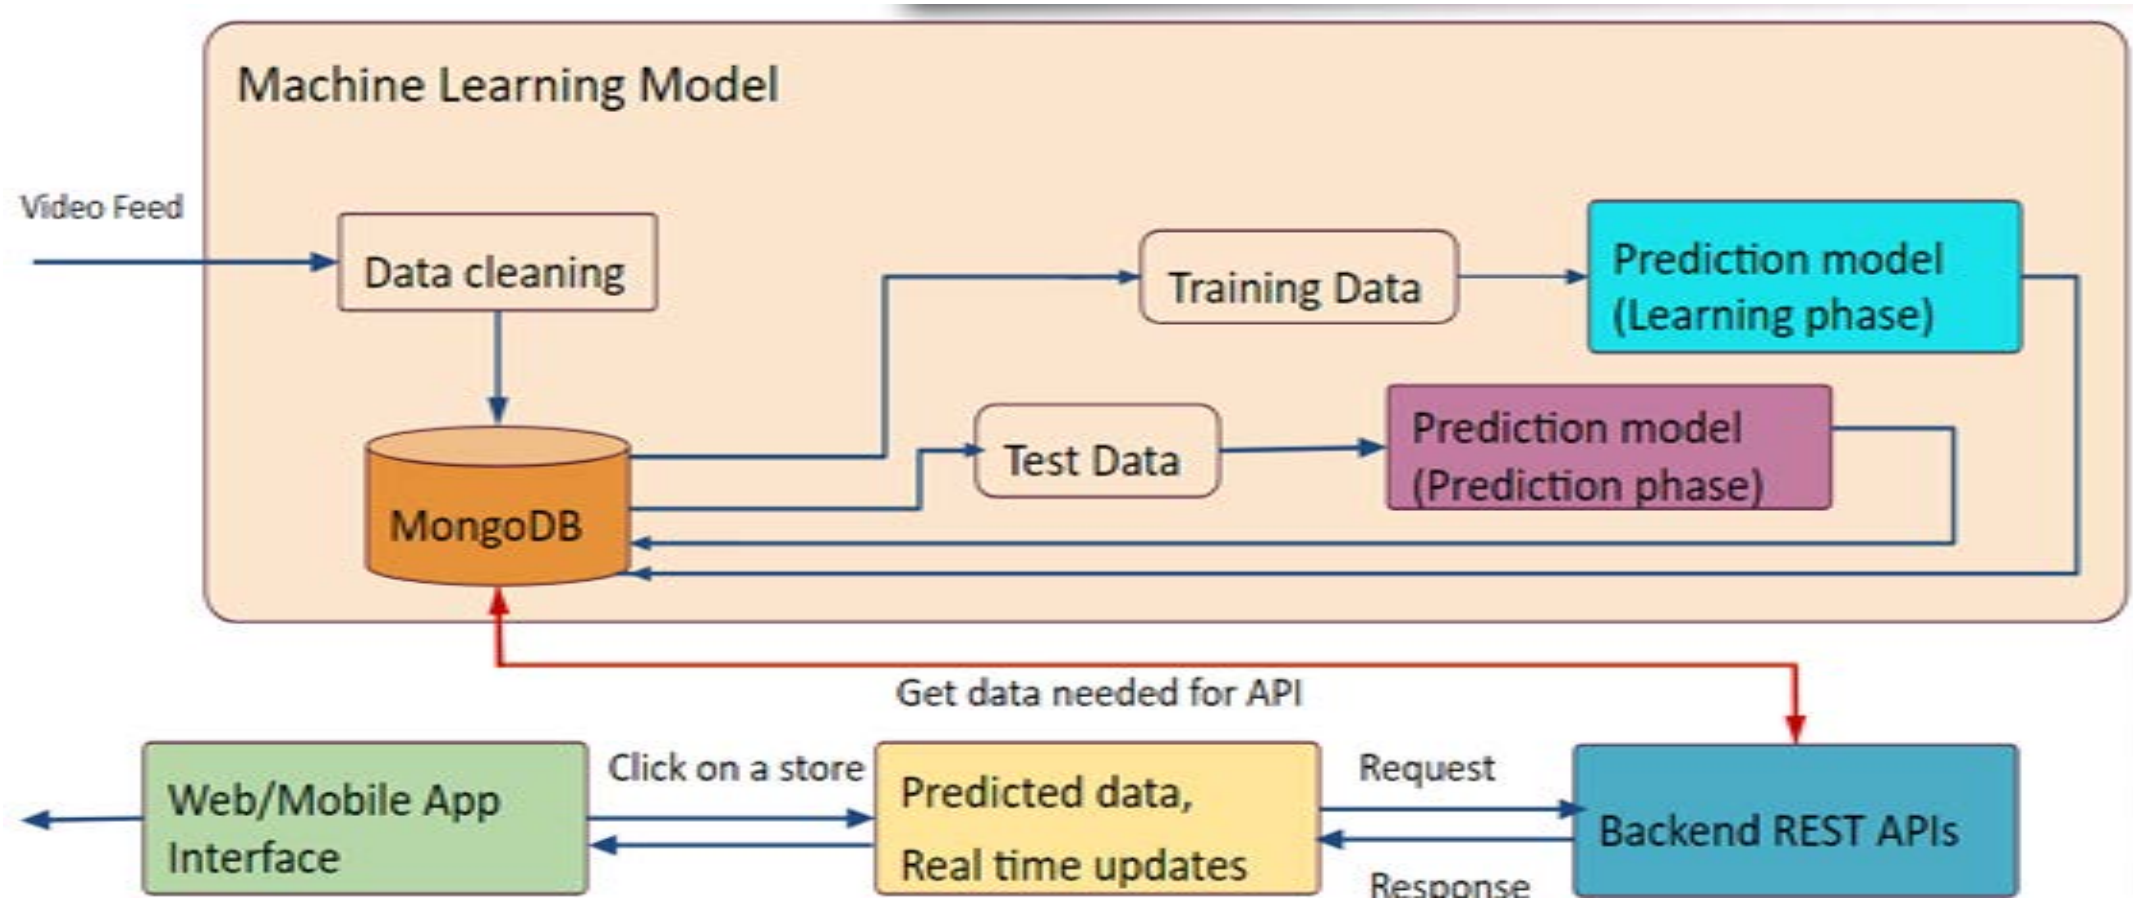 Machine Learning Model
Video Feed
Data cleaning
Training Data
Prediction model
(Learning phase)
Test Data
Prediction model
(Prediction phase)
MongoDB
Get data needed for API
Web/Mobile App
Interface
Click on a store
Predicted data,
Real time updates
Request
Response
Backend REST APIs